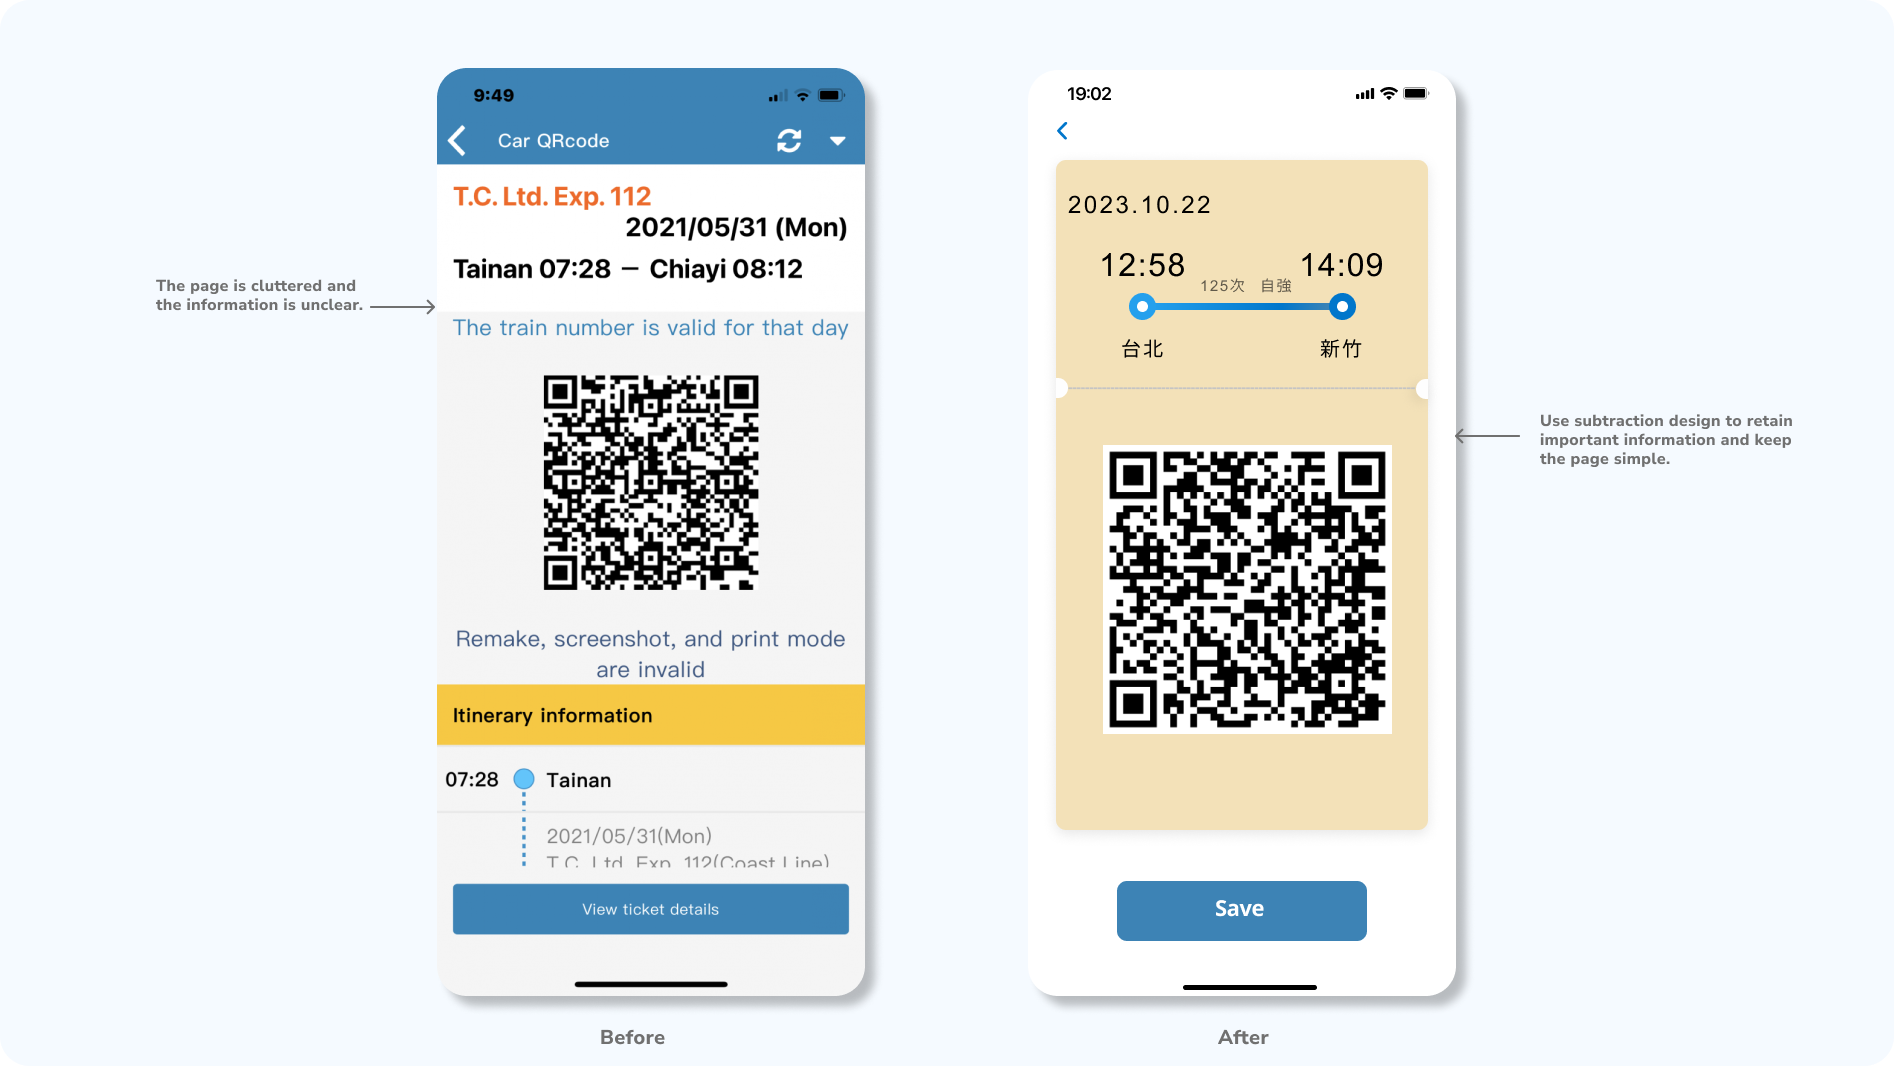 The page is cluttered and
the information is unclear.
9:49
Car QRcode
T.C. Ltd. Exp. 112
2021/05/31 (Mon)
Tainan 07:28 — Chiayi 08:12
The train number is valid for that day
Remake, screenshot, and print mode
are invalid
Itinerary information
07:28 Tainan
2021/05/31(Mon)
T.C. Ltd. Exp. 112(Coast Line)
View ticket details
Before
19:02
2023.10.22
12:58 14:09
125次 自強
台北 新竹
Save
After
Use subtraction design to retain
important information and keep
the page simple.